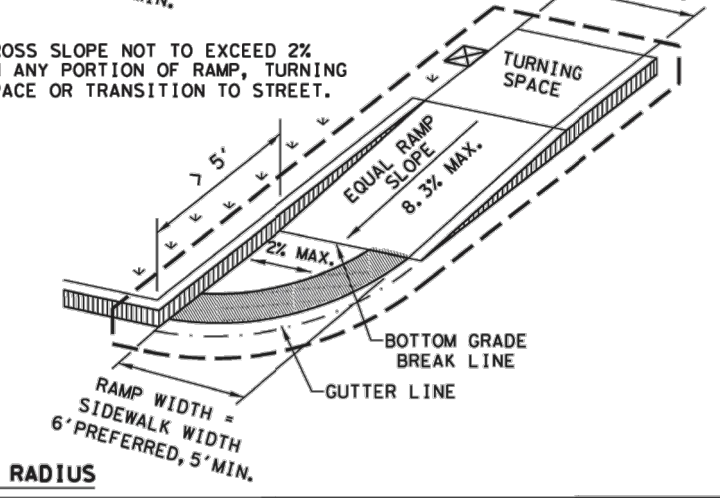 ROSS SLOPE NOT TO EXCEED 2%
ANY PORTION OF RAMP, TURNING
PACE OR TRANSITION TO STREET.
TURNING
SPACE
> 5'
EQUAL RAMP
SLOPE
8.3% MAX.
2% MAX.
BOTTOM GRADE
BREAK LINE
GUTTER LINE
RAMP WIDTH =
SIDEWALK WIDTH
6' PREFERRED, 5' MIN.
RADIUS